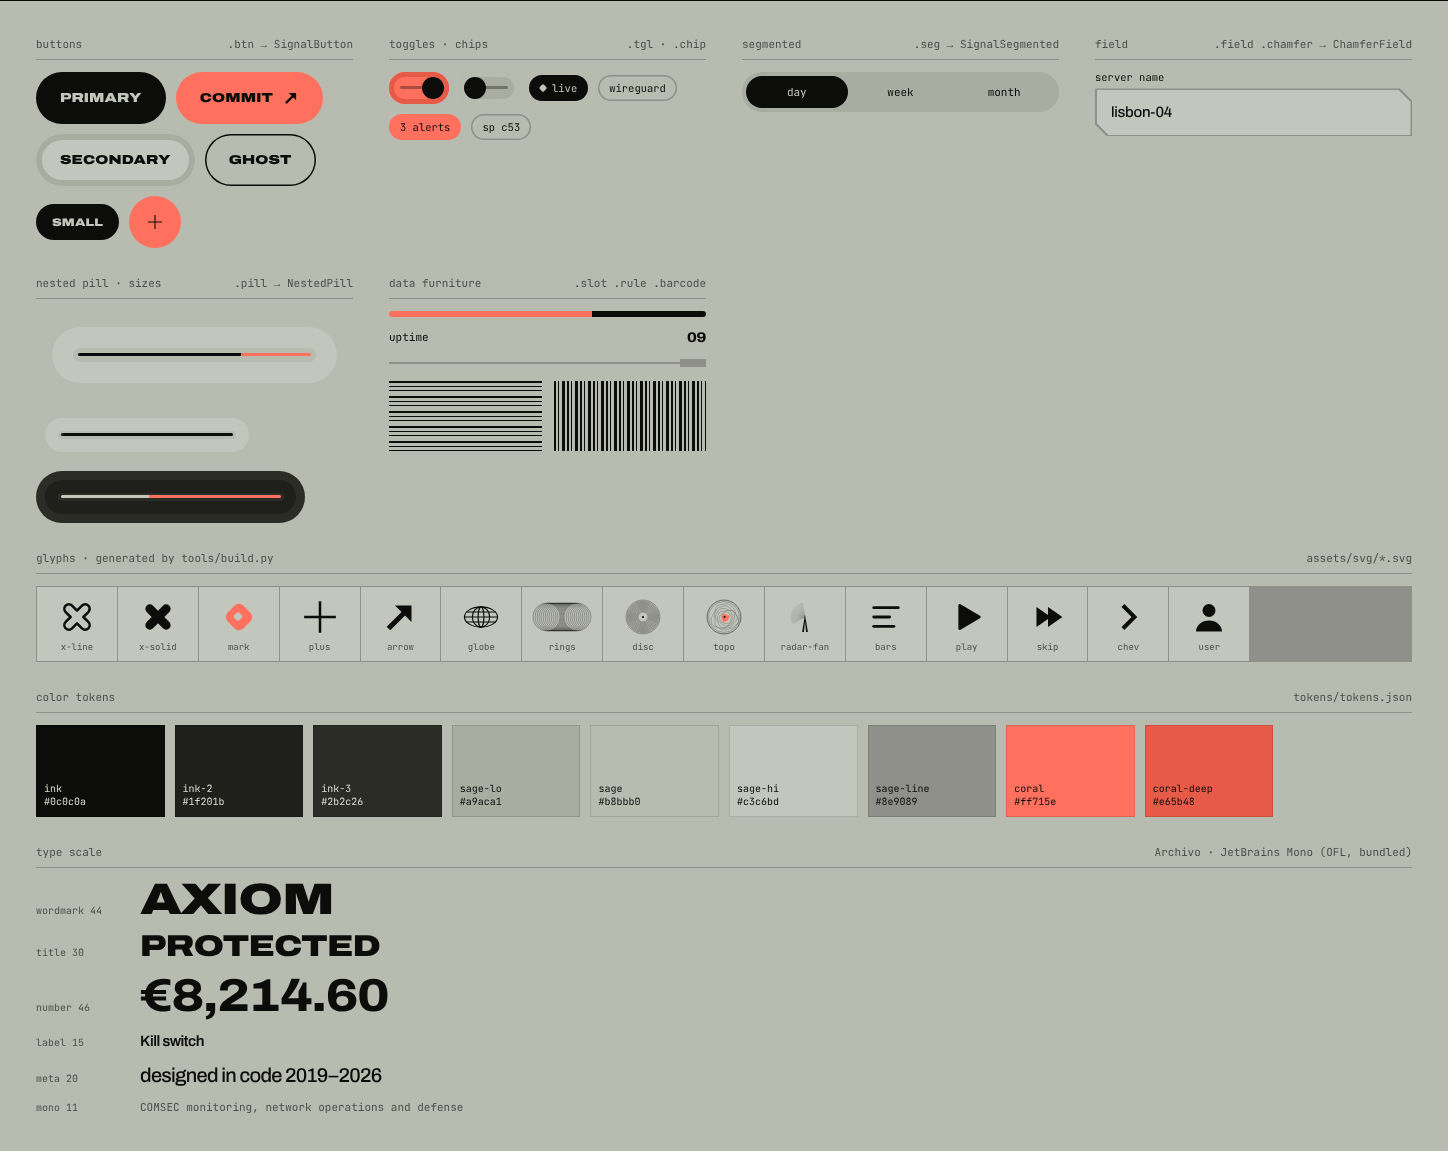 buttons .btn → SignalButton
toggles · chips .tgl · .chip
segmented .seg → SignalSegmented
field .field .chamfer → ChamferField
PRIMARY
COMMIT
SECONDARY
GHOST
SMALL
live
wireguard
3 alerts
sp c53
day week month
server name
lisbon-04
nested pill · sizes .pill → NestedPill
data furniture .slot .rule .barcode
uptime 09
glyphs · generated by tools/build.py assets/svg/*.svg
x-line x-solid mark plus arrow globe rings disc topo radar-fan bars play skip chev user
color tokens tokens/tokens.json
ink
#0c0c0a
ink-2
#1f201b
ink-3
#2b2c26
sage-lo
#a9aca1
sage
#b8bbb0
sage-hi
#c3c6bd
sage-line
#8e9089
coral
#ff715e
coral-deep
#e65b48
type scale Archivo · JetBrains Mono (OFL, bundled)
wordmark 44 AXIOM
title 30 PROTECTED
number 46 €8,214.60
label 15 Kill switch
meta 20 designed in code 2019–2026
mono 11 COMSEC monitoring, network operations and defense